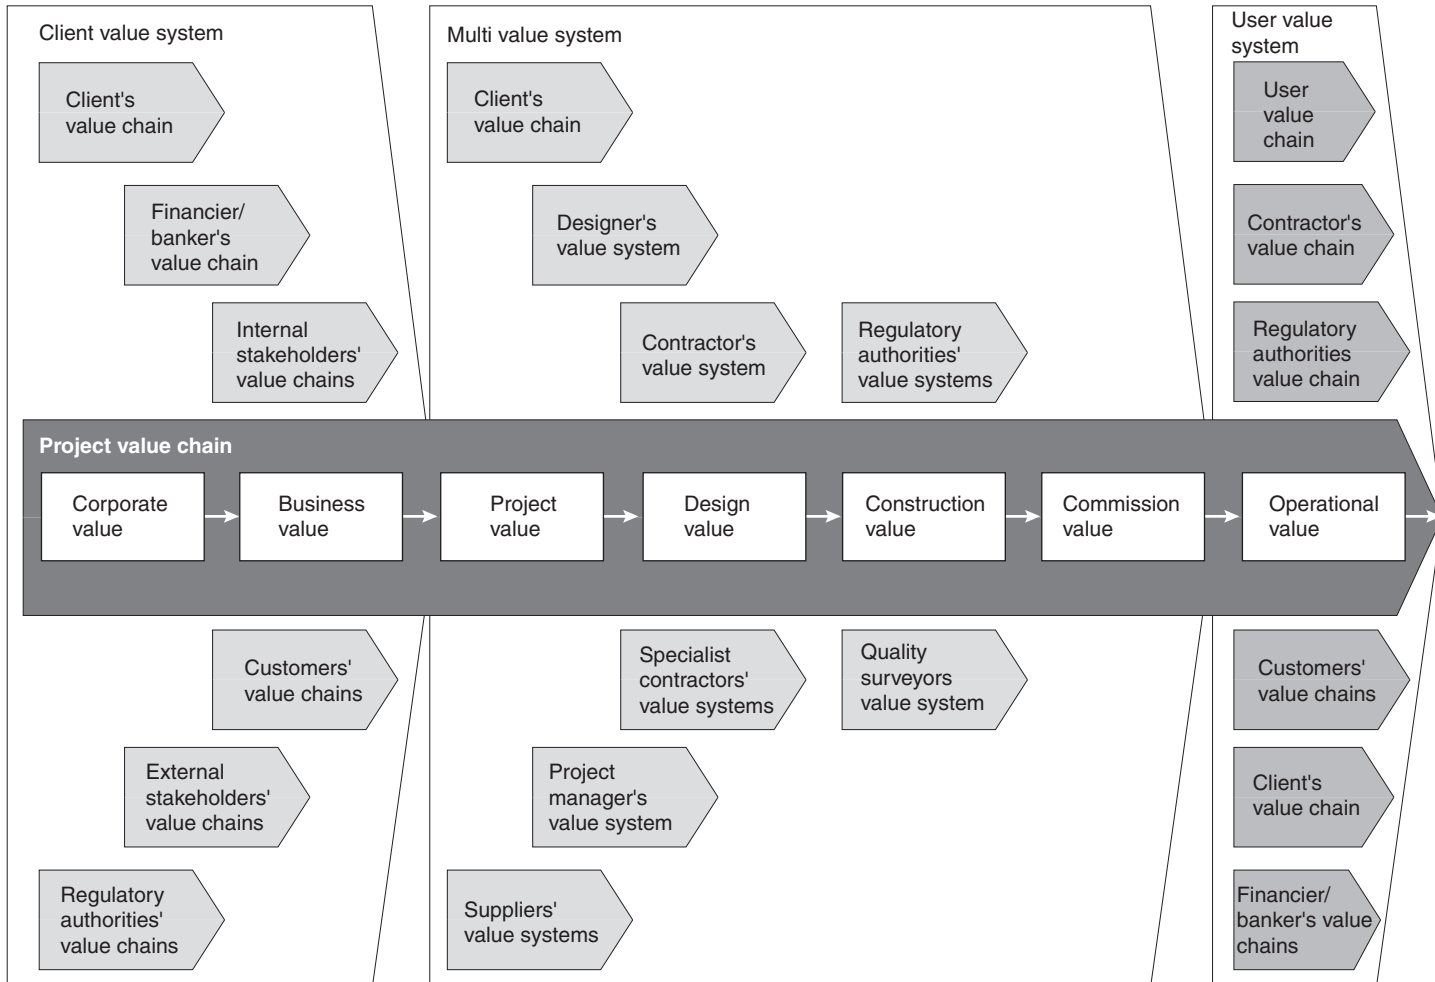 Client value system
Client's
value chain
Financier/
banker's
value chain
Internal
stakeholders'
value chains
Multi value system
Client's
value chain
Designer's
value system
Contractor's
value system
Regulatory
authorities'
value systems
User value
system
User
value
chain
Contractor's
value chain
Regulatory
authorities
value chain
Project value chain
Corporate
value
Business
value
Project
value
Design
value
Construction
value
Commission
value
Operational
value
Customers'
value chains
External
stakeholders'
value chains
Regulatory
authorities'
value chains
Specialist
contractors'
value systems
Quality
surveyors
value system
Project
manager's
value system
Suppliers'
value systems
Customers'
value chains
Client's
value chain
Financier/
banker's value
chains